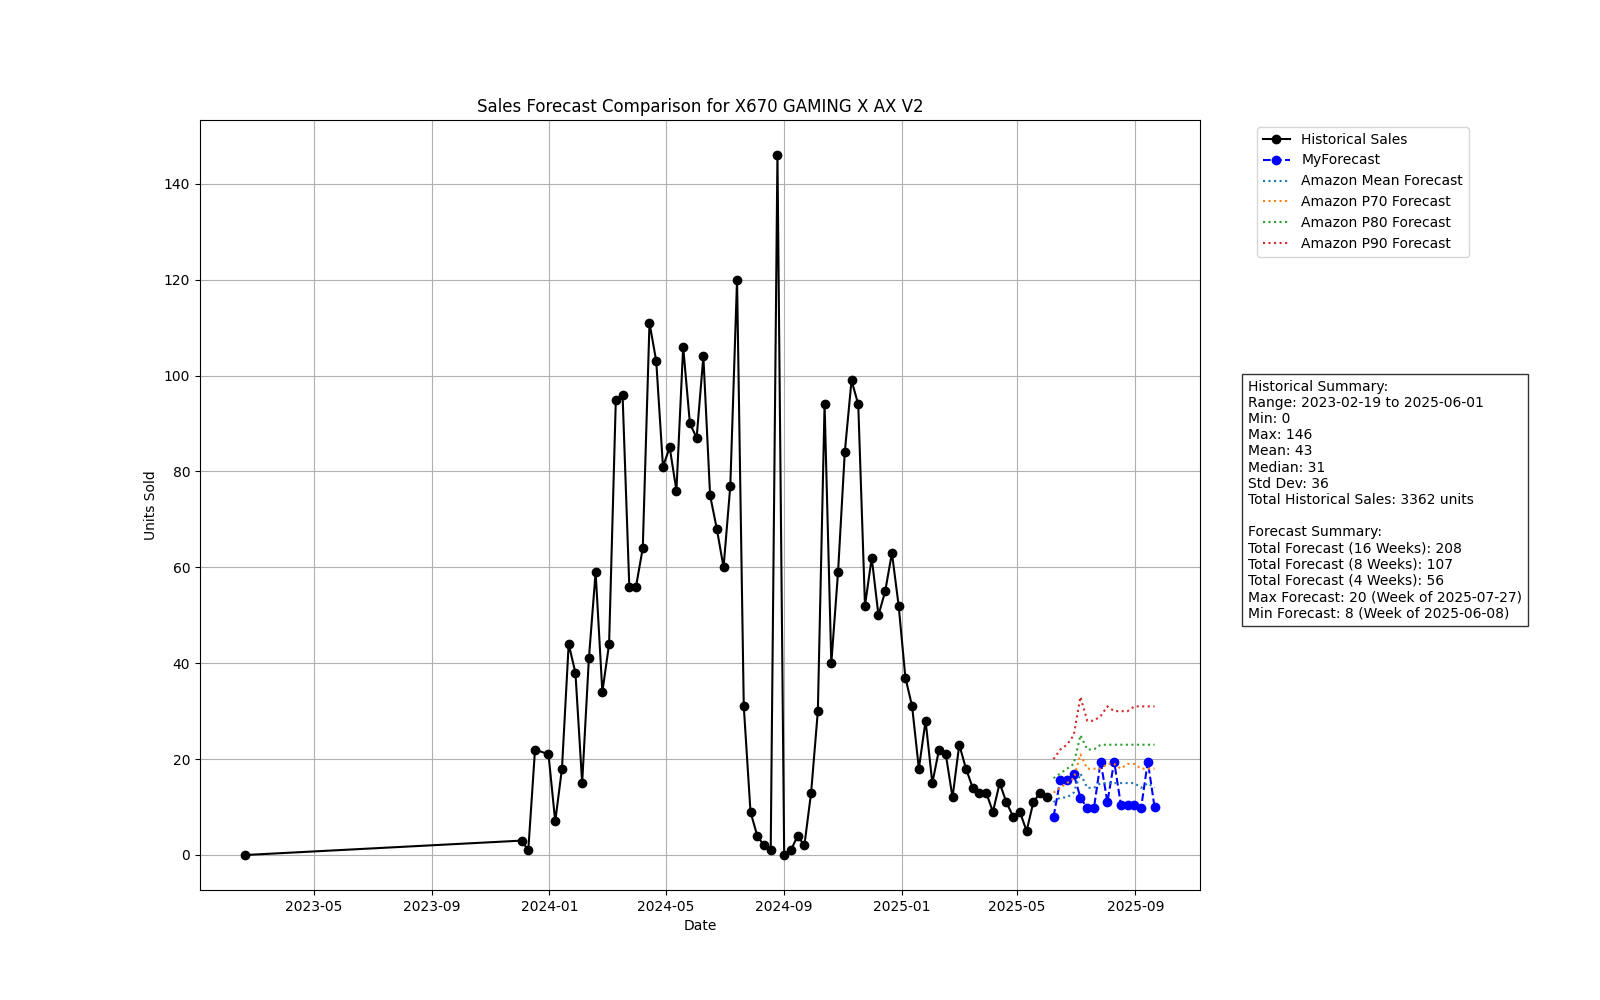 Sales Forecast Comparison for X670 GAMING X AX V2
Historical Sales
MyForecast
Amazon Mean Forecast
Amazon P70 Forecast
Amazon P80 Forecast
Amazon P90 Forecast
140
120
100
80
60
40
20
0
Units Sold
2023-05
2023-09
2024-01
2024-05
2024-09
2025-01
2025-05
2025-09
Date
Historical Summary:
Range: 2023-02-19 to 2025-06-01
Min: 0
Max: 146
Mean: 43
Median: 31
Std Dev: 36
Total Historical Sales: 3362 units
Forecast Summary:
Total Forecast (16 Weeks): 208
Total Forecast (8 Weeks): 107
Total Forecast (4 Weeks): 56
Max Forecast: 20 (Week of 2025-07-27)
Min Forecast: 8 (Week of 2025-06-08)